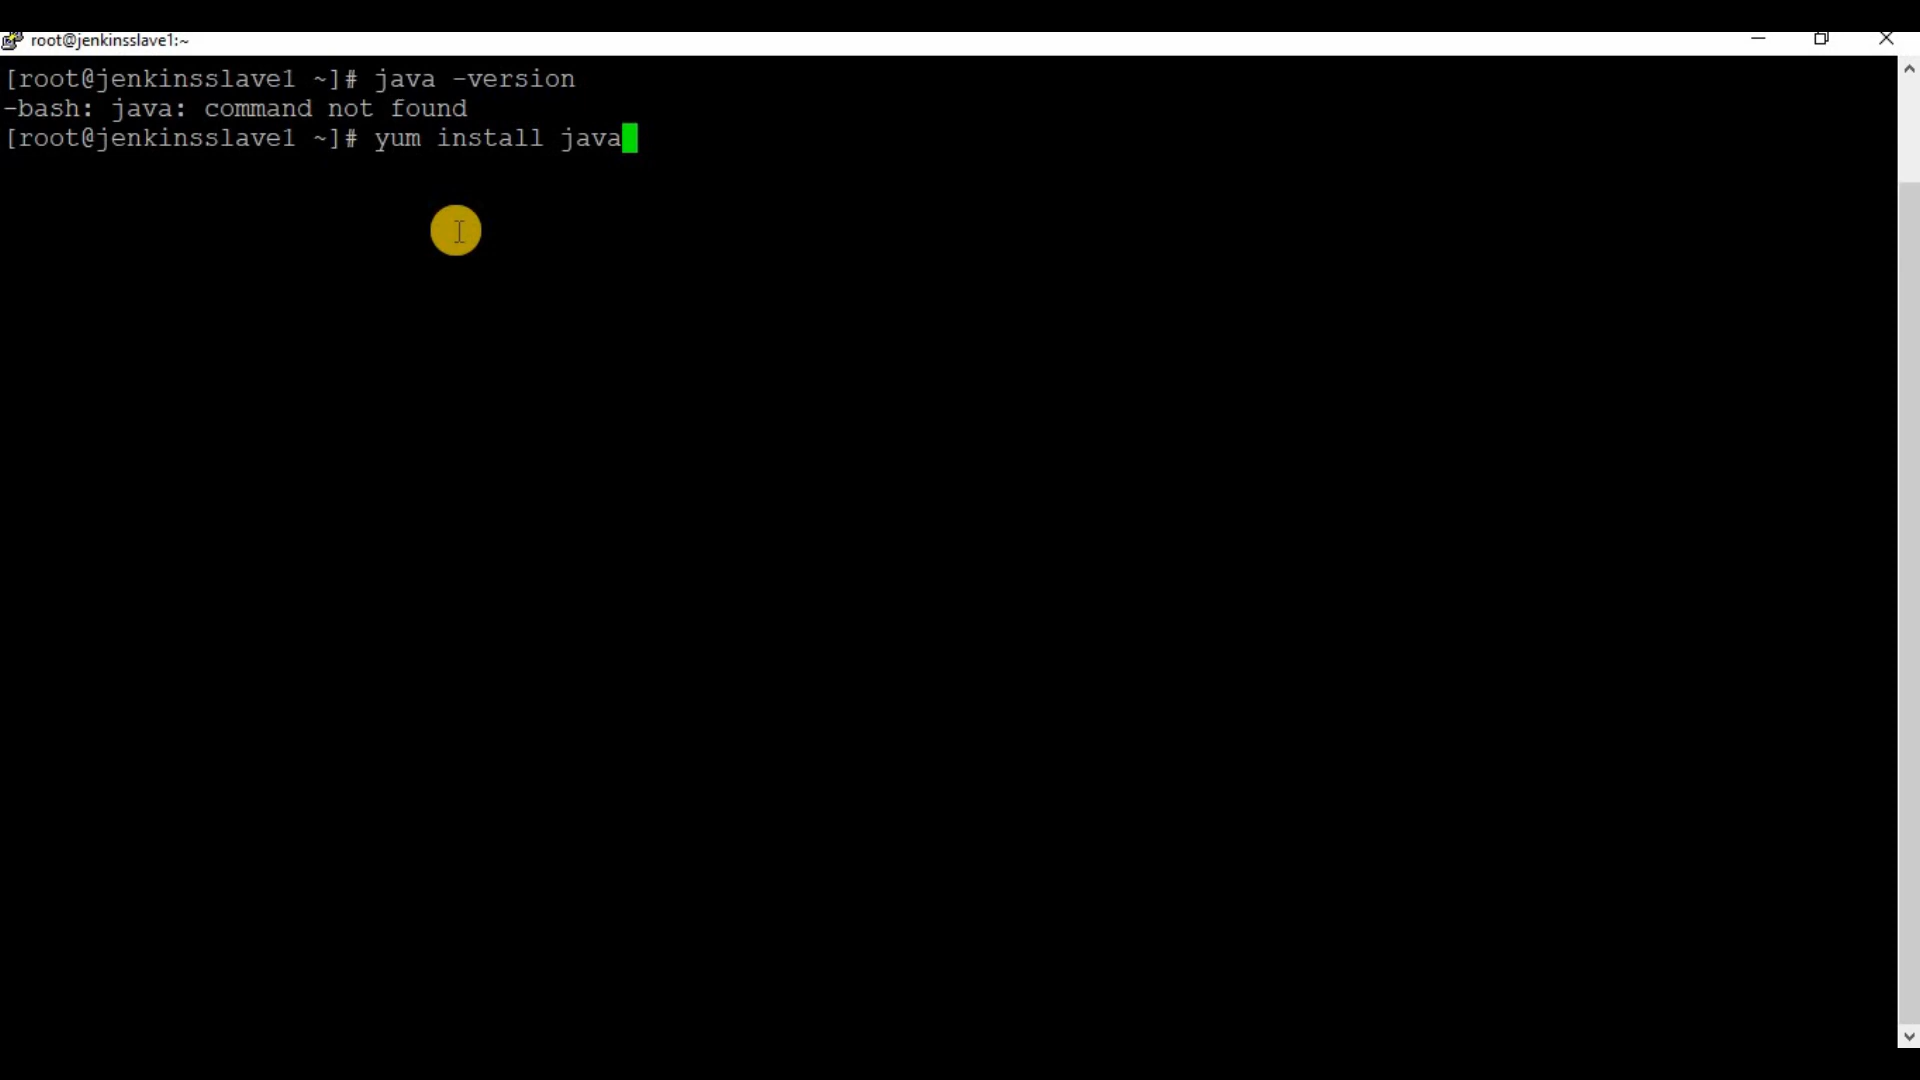 root@jenkinsslave1:~
[root@jenkinsslave1 ~]# java -version
-bash: java: command not found
[root@jenkinsslave1 ~]# yum install java